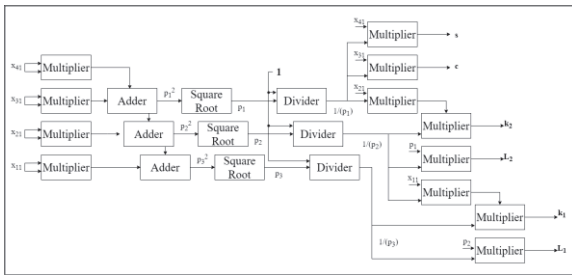 x41
Multiplier
s
x41
Multiplier
x31
Multiplier
c
1
x31
Multiplier
Adder
p1²
Square Root
p1
Divider
1/(p1)
x21
Multiplier
x21
Multiplier
Adder
p2²
Square Root
p2
Divider
1/(p2)
Multiplier
k2
p1
Multiplier
L2
x11
Multiplier
Adder
p3²
Square Root
p3
Divider
x11
Multiplier
Multiplier
k1
1/(p3)
p2
Multiplier
L1